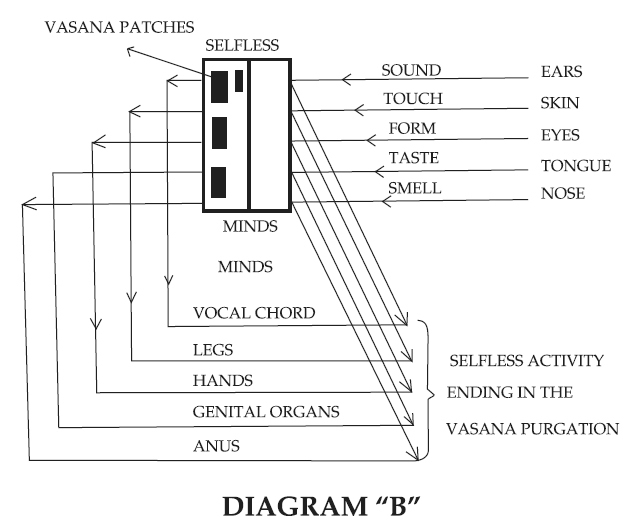 VASANA PATCHES
SELFLESS
SOUND
EARS
TOUCH
SKIN
FORM
EYES
TASTE
TONGUE
SMELL
NOSE
MINDS
MINDS
VOCAL CHORD
LEGS
HANDS
GENITAL ORGANS
ANUS
SELFLESS ACTIVITY
ENDING IN THE
VASANA PURGATION
DIAGRAM “B”